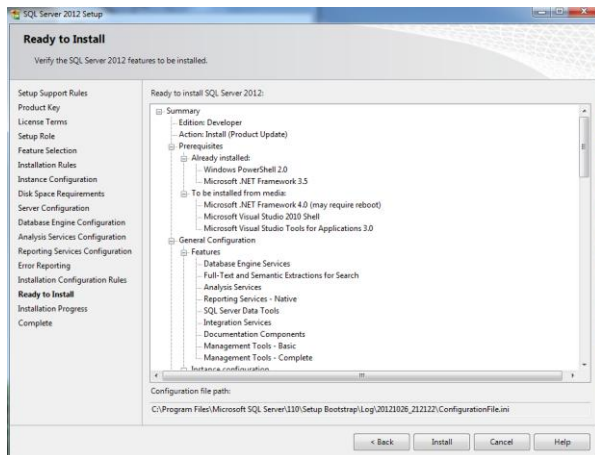 SQL Server 2012 Setup
Ready to Install
Verify the SQL Server 2012 features to be installed.
Setup Support Rules
Product Key
License Terms
Setup Role
Feature Selection
Installation Rules
Instance Configuration
Disk Space Requirements
Server Configuration
Database Engine Configuration
Analysis Services Configuration
Reporting Services Configuration
Error Reporting
Installation Configuration Rules
Ready to Install
Installation Progress
Complete
Ready to install SQL Server 2012:
Summary
Edition: Developer
Action: Install (Product Update)
Prerequisites
Already installed:
Windows PowerShell 2.0
Microsoft .NET Framework 3.5
To be installed from media:
Microsoft .NET Framework 4.0 (may require reboot)
Microsoft Visual Studio 2010 Shell
Microsoft Visual Studio Tools for Applications 3.0
General Configuration
Features
Database Engine Services
Full-Text and Semantic Extractions for Search
Analysis Services
Reporting Services - Native
SQL Server Data Tools
Integration Services
Documentation Components
Management Tools - Basic
Management Tools - Complete
Instance configuration
Configuration file path:
C:\Program Files\Microsoft SQL Server\110\Setup Bootstrap\Log\20121026_212122\ConfigurationFile.ini
< Back
Install
Cancel
Help